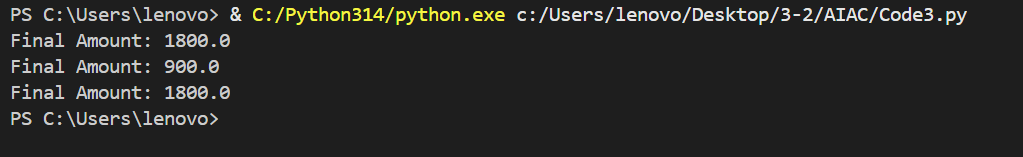 PS C:\Users\lenovo> & C:/Python314/python.exe c:/Users/lenovo/Desktop/3-2/AIAC/Code3.py
Final Amount: 1800.0
Final Amount: 900.0
Final Amount: 1800.0
PS C:\Users\lenovo>